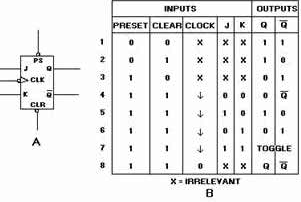 PS
J Q
CLK
K Q̅
CLR
A
INPUTS OUTPUTS
PRESET CLEAR CLOCK J K Q Q̅
1 0 0 X X X 1 1
2 0 1 X X X 1 0
3 1 0 X X X 0 1
4 1 1 ↓ 0 0 Q Q̅
5 1 1 ↓ 1 0 1 0
6 1 1 ↓ 0 1 0 1
7 1 1 ↓ 1 1 TOGGLE
8 1 1 0 X X Q Q̅
X = IRRELEVANT
B